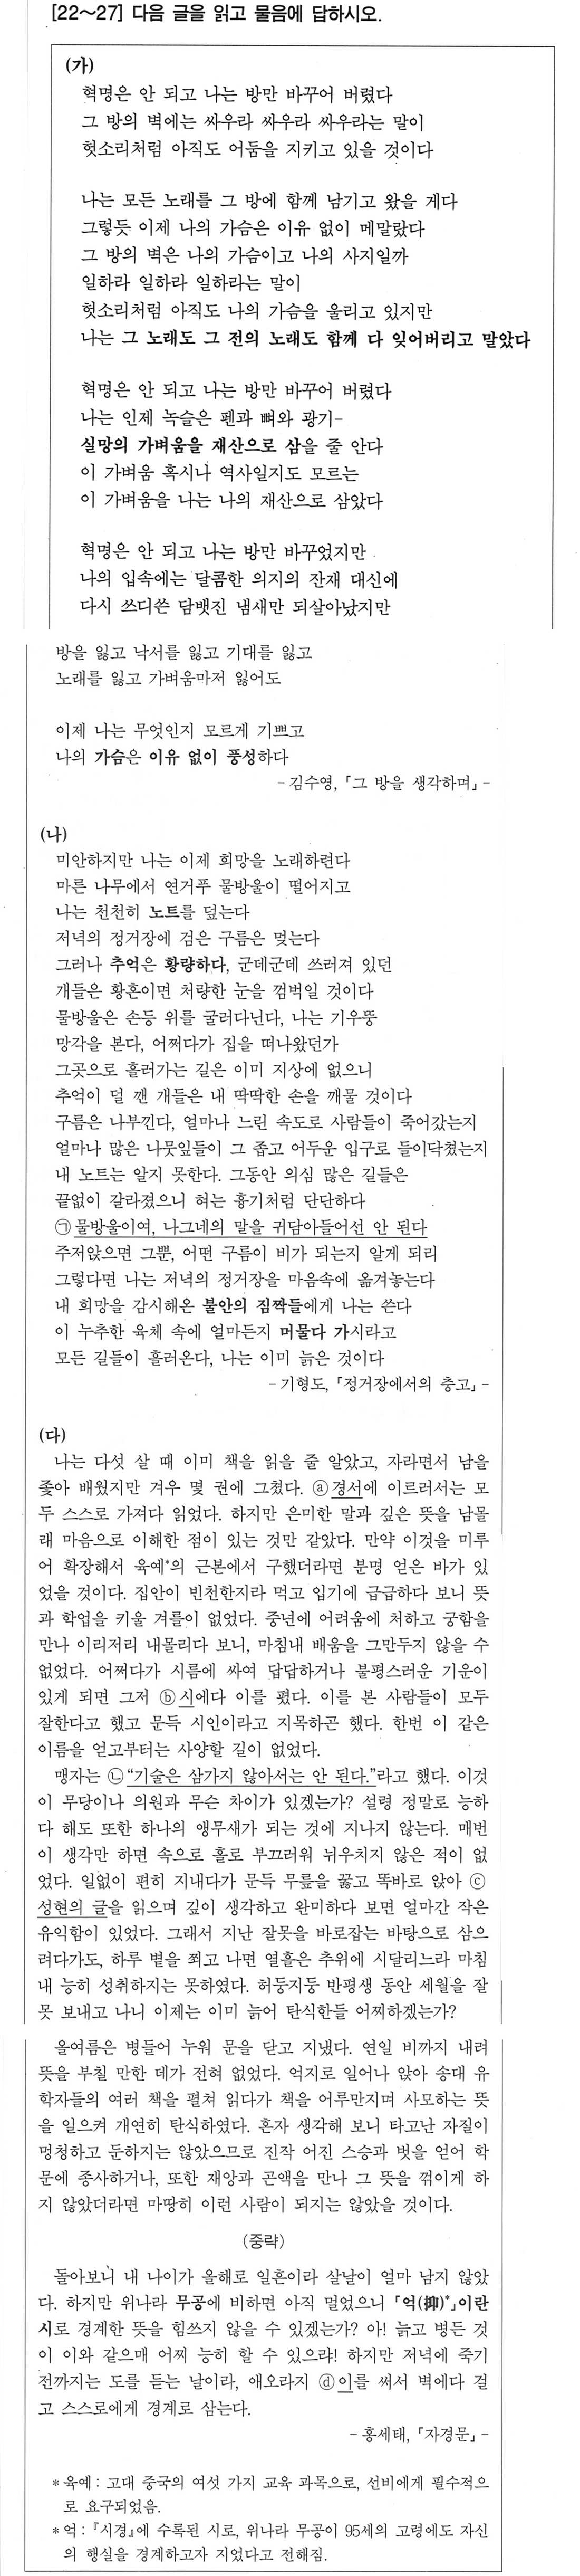 [22~27] 다음 글을 읽고 물음에 답하시오.
(가)
혁명은 안 되고 나는 방만 바꾸어 버렸다
그 방의 벽에는 싸우라 싸우라 싸우라는 말이
헛소리처럼 아직도 어둠을 지키고 있을 것이다
나는 모든 노래를 그 방에 함께 남기고 왔을 게다
그렇듯 이제 나의 가슴은 이유 없이 메말랐다
그 방의 벽은 나의 가슴이고 나의 사지일까
일하라 일하라 일하라는 말이
헛소리처럼 아직도 나의 가슴을 울리고 있지만
나는 그 노래도 그 전의 노래도 함께 다 잊어버리고 말았다
혁명은 안 되고 나는 방만 바꾸어 버렸다
나는 인제 녹슬은 펜과 뼈와 광기-
실망의 가벼움을 재산으로 삼을 줄 안다
이 가벼움 혹시나 역사일지도 모르는
이 가벼움을 나는 나의 재산으로 삼았다
혁명은 안 되고 나는 방만 바꾸었지만
나의 입속에는 달콤한 의지의 잔재 대신에
다시 쓰디쓴 담뱃진 냄새만 되살아났지만
방을 잃고 낙서를 잃고 기대를 잃고
노래를 잃고 가벼움마저 잃어도
이제 나는 무엇인지 모르게 기쁘고
나의 가슴은 이유 없이 풍성하다
- 김수영, 「그 방을 생각하며」 -
(나)
미안하지만 나는 이제 희망을 노래하련다
마른 나무에서 연거푸 물방울이 떨어지고
나는 천천히 노트를 덮는다
저녁의 정거장에 검은 구름은 멎는다
그러나 추억은 황량하다, 군데군데 쓰러져 있던
개들은 황혼이면 처량한 눈을 껌벅일 것이다
물방울은 손등 위를 굴러다닌다, 나는 기우뚱
망각을 본다, 어쩌다가 집을 떠나왔던가
그곳으로 흘러가는 길은 이미 지상에 없으니
추억이 덜 깬 개들은 내 딱딱한 손을 깨물 것이다
구름은 나부낀다, 얼마나 느린 속도로 사람들이 죽어갔는지
얼마나 많은 나뭇잎들이 그 좁고 어두운 입구로 들이닥쳤는지
내 노트는 알지 못한다. 그동안 의심 많은 길들은
끝없이 갈라졌으니 혀는 흉기처럼 단단하다
㉠ 물방울이여, 나그네의 말을 귀담아들어선 안 된다
주저앉으면 그뿐, 어떤 구름이 비가 되는지 알게 되리
그렇다면 나는 저녁의 정거장을 마음속에 옮겨놓는다
내 희망을 감시해온 불안의 짐짝들에게 나는 쓴다
이 누추한 육체 속에 얼마든지 머물다 가시라고
모든 길들이 흘러온다, 나는 이미 늙은 것이다
- 기형도, 「정거장에서의 충고」 -
(다)
나는 다섯 살 때 이미 책을 읽을 줄 알았고, 자라면서 남을
좇아 배웠지만 겨우 몇 권에 그쳤다. ⓐ 경서에 이르러서는 모
두 스스로 가져다 읽었다. 하지만 은미한 말과 깊은 뜻을 남몰
래 마음으로 이해한 점이 있는 것만 같았다. 만약 이것을 미루
어 확장해서 육예*의 근본에서 구했더라면 분명 얻은 바가 있
었을 것이다. 집안이 빈천한지라 먹고 입기에 급급하다 보니 뜻
과 학업을 키울 겨를이 없었다. 중년에 어려움에 처하고 궁함을
만나 이리저리 내몰리다 보니, 마침내 배움을 그만두지 않을 수
없었다. 어쩌다가 시름에 싸여 답답하거나 불평스러운 기운이
있게 되면 그저 ⓑ 시에다 이를 폈다. 이를 본 사람들이 모두
잘한다고 했고 문득 시인이라고 지목하곤 했다. 한번 이 같은
이름을 얻고부터는 사양할 길이 없었다.
맹자는 ㉡ “기술은 삼가지 않아서는 안 된다.”라고 했다. 이것
이 무당이나 의원과 무슨 차이가 있겠는가? 설령 정말로 능하
다 해도 또한 하나의 앵무새가 되는 것에 지나지 않는다. 매번
이 생각만 하면 속으로 홀로 부끄러워 뉘우치지 않은 적이 없
었다. 일없이 편히 지내다가 문득 무릎을 꿇고 똑바로 앉아 ⓒ
성현의 글을 읽으며 깊이 생각하고 완미하다 보면 얼마간 작은
유익함이 있었다. 그래서 지난 잘못을 바로잡는 바탕으로 삼으
려다가도, 하루 볕을 쬐고 나면 열흘은 추위에 시달리느라 마침
내 능히 성취하지는 못하였다. 허둥지둥 반평생 동안 세월을 잘
못 보내고 나니 이제는 이미 늙어 탄식한들 어찌하겠는가?
올여름은 병들어 누워 문을 닫고 지냈다. 연일 비까지 내려
뜻을 부칠 만한 데가 전혀 없었다. 억지로 일어나 앉아 송대 유
학자들의 여러 책을 펼쳐 읽다가 책을 어루만지며 사모하는 뜻
을 일으켜 개연히 탄식하였다. 혼자 생각해 보니 타고난 자질이
멍청하고 둔하지는 않았으므로 진작 어진 스승과 벗을 얻어 학
문에 종사하거나, 또한 재앙과 곤액을 만나 그 뜻을 꺾이게 하
지 않았더라면 마땅히 이런 사람이 되지는 않았을 것이다.
(중략)
돌아보니 내 나이가 올해로 일흔이라 살날이 얼마 남지 않았
다. 하지만 위나라 무공에 비하면 아직 멀었으니 「억(抑)*」이란
시로 경계한 뜻을 힘쓰지 않을 수 있겠는가? 아! 늙고 병든 것
이 이와 같으매 어찌 능히 할 수 있으랴! 하지만 저녁에 죽기
전까지는 도를 듣는 날이라, 애오라지 ⓓ 이를 써서 벽에다 걸
고 스스로에게 경계로 삼는다.
- 홍세태, 「자경문」 -
* 육예 : 고대 중국의 여섯 가지 교육 과목으로, 선비에게 필수적으
로 요구되었음.
* 억 : 『시경』에 수록된 시로, 위나라 무공이 95세의 고령에도 자신
의 행실을 경계하고자 지었다고 전해짐.